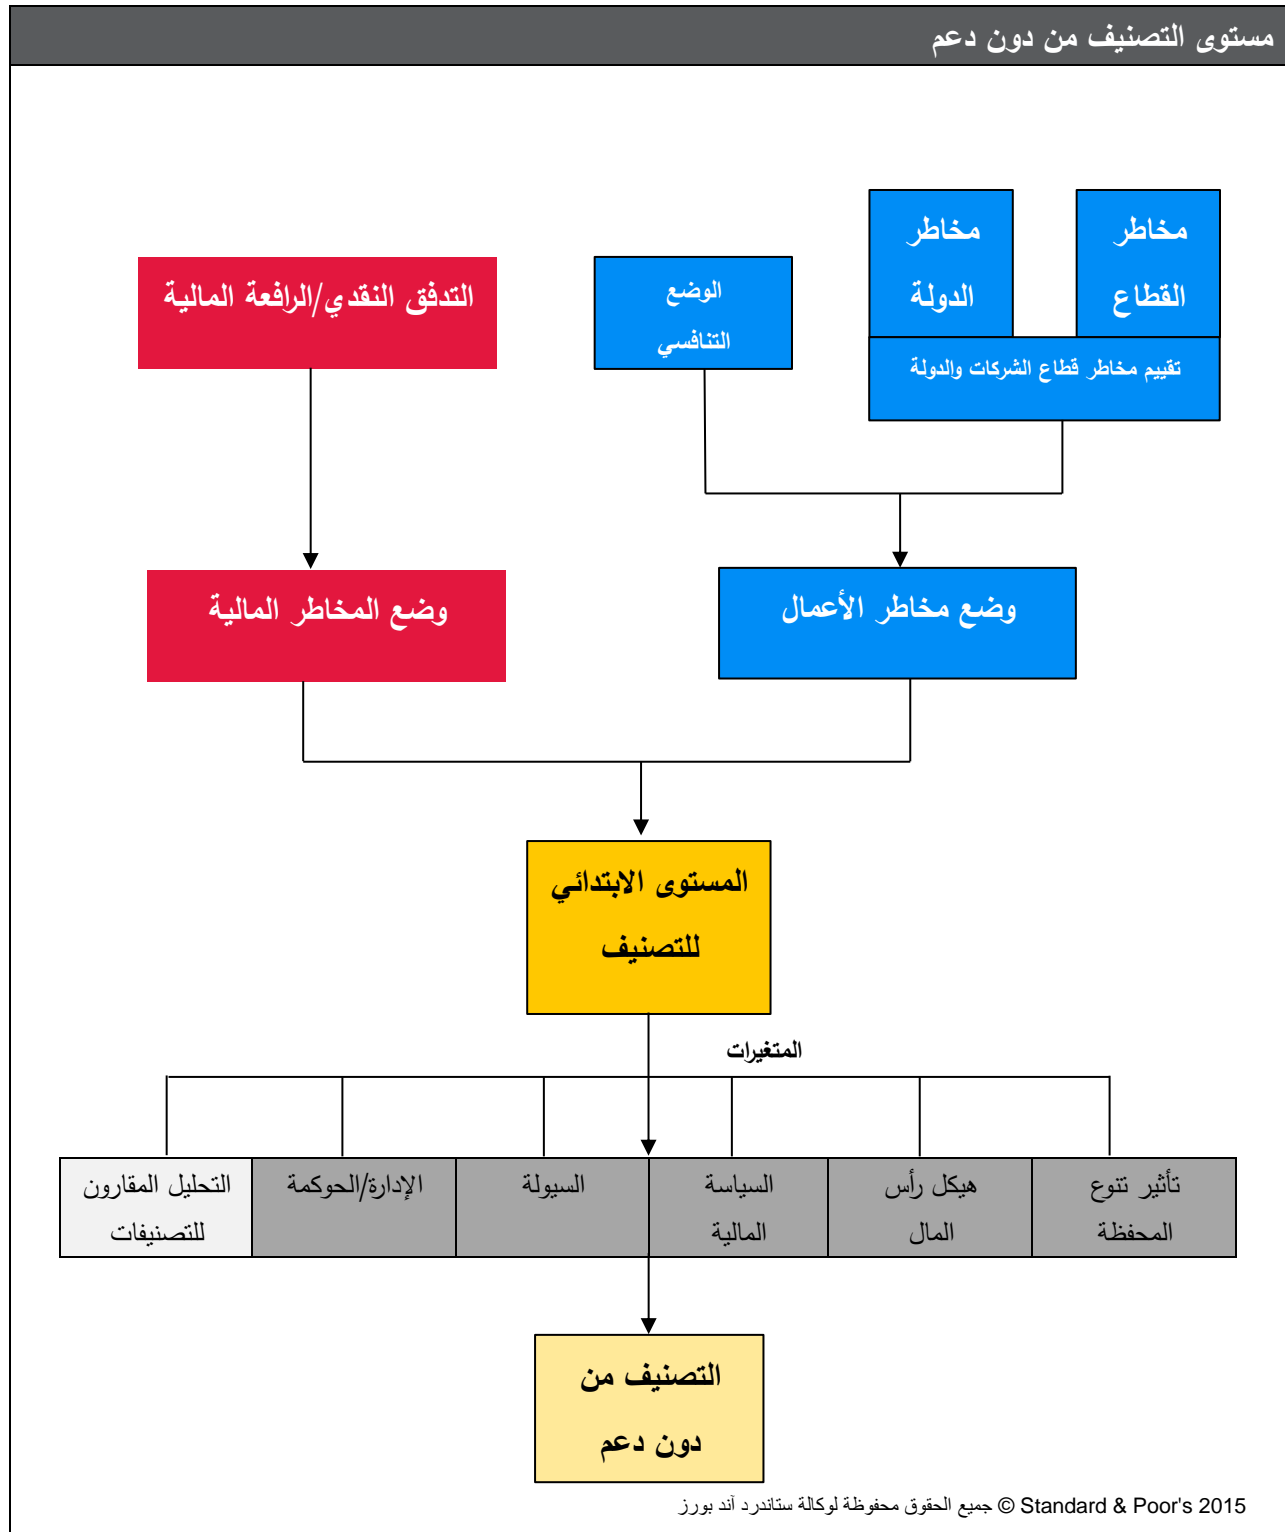 مستوى التصنيف من دون دعم
مخاطر
القطاع
مخاطر
الدولة
تقييم مخاطر قطاع الشركات والدولة
الوضع
التنافسي
التدفق النقدي/الرافعة المالية
وضع مخاطر الأعمال
وضع المخاطر المالية
المستوى الابتدائي
للتصنيف
المتغيرات
تأثير تنوع
المحفظة
هيكل رأس
المال
السياسة
المالية
السيولة
الإدارة/الحوكمة
التحليل المقارون
للتصنيفات
التصنيف من
دون دعم
جميع الحقوق محفوظة لوكالة ستاندرد آند بورز © Standard & Poor's 2015